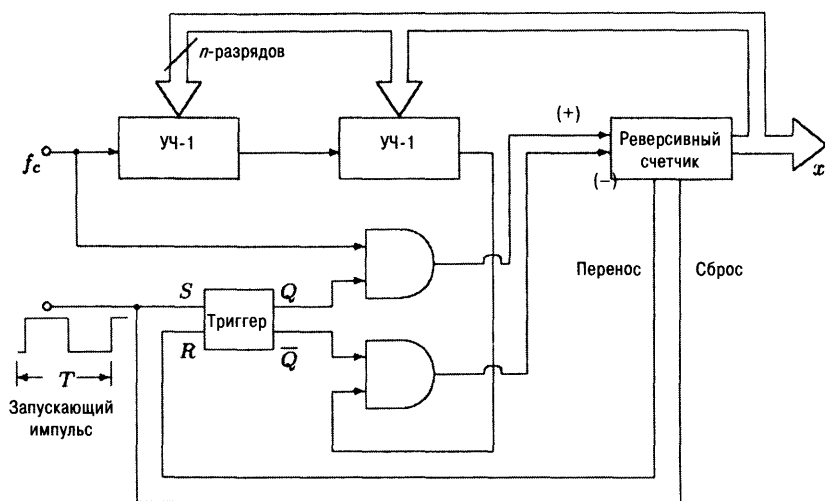 n-разрядов
УЧ-1
УЧ-1
(+)
(–)
Реверсивный
счетчик
x
f_c
Перенос
Сброс
S
Q
Триггер
R
Q̅
T
Запускающий
импульс